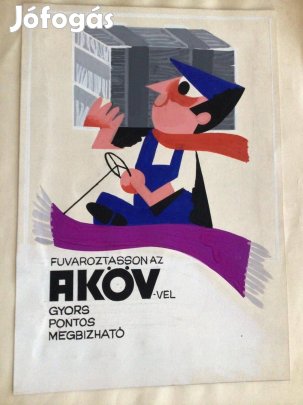 Jófogás
FUVAROZTASSON AZ
AKÖV-VEL
GYORS
PONTOS
MEGBIZHATÓ